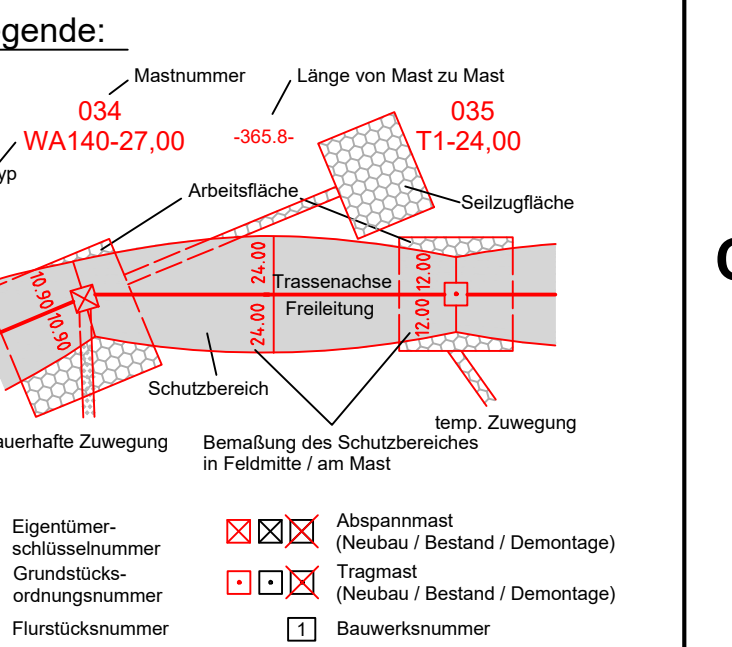 gende:
Mastnummer
Länge von Mast zu Mast
034
035
WA140-27,00
-365.8-
T1-24,00
yp
Arbeitsfläche
Seilzugfläche
10.90
24.00
12.00
Trassenachse
Freileitung
10.90
24.00
12.00
Schutzbereich
temp. Zuwegung
auerhafte Zuwegung
Bemaßung des Schutzbereiches
in Feldmitte / am Mast
Eigentümer-
schlüsselnummer
Abspannmast
(Neubau / Bestand / Demontage)
Grundstücks-
ordnungsnummer
Tragmast
(Neubau / Bestand / Demontage)
Flurstücksnummer
1
Bauwerksnummer